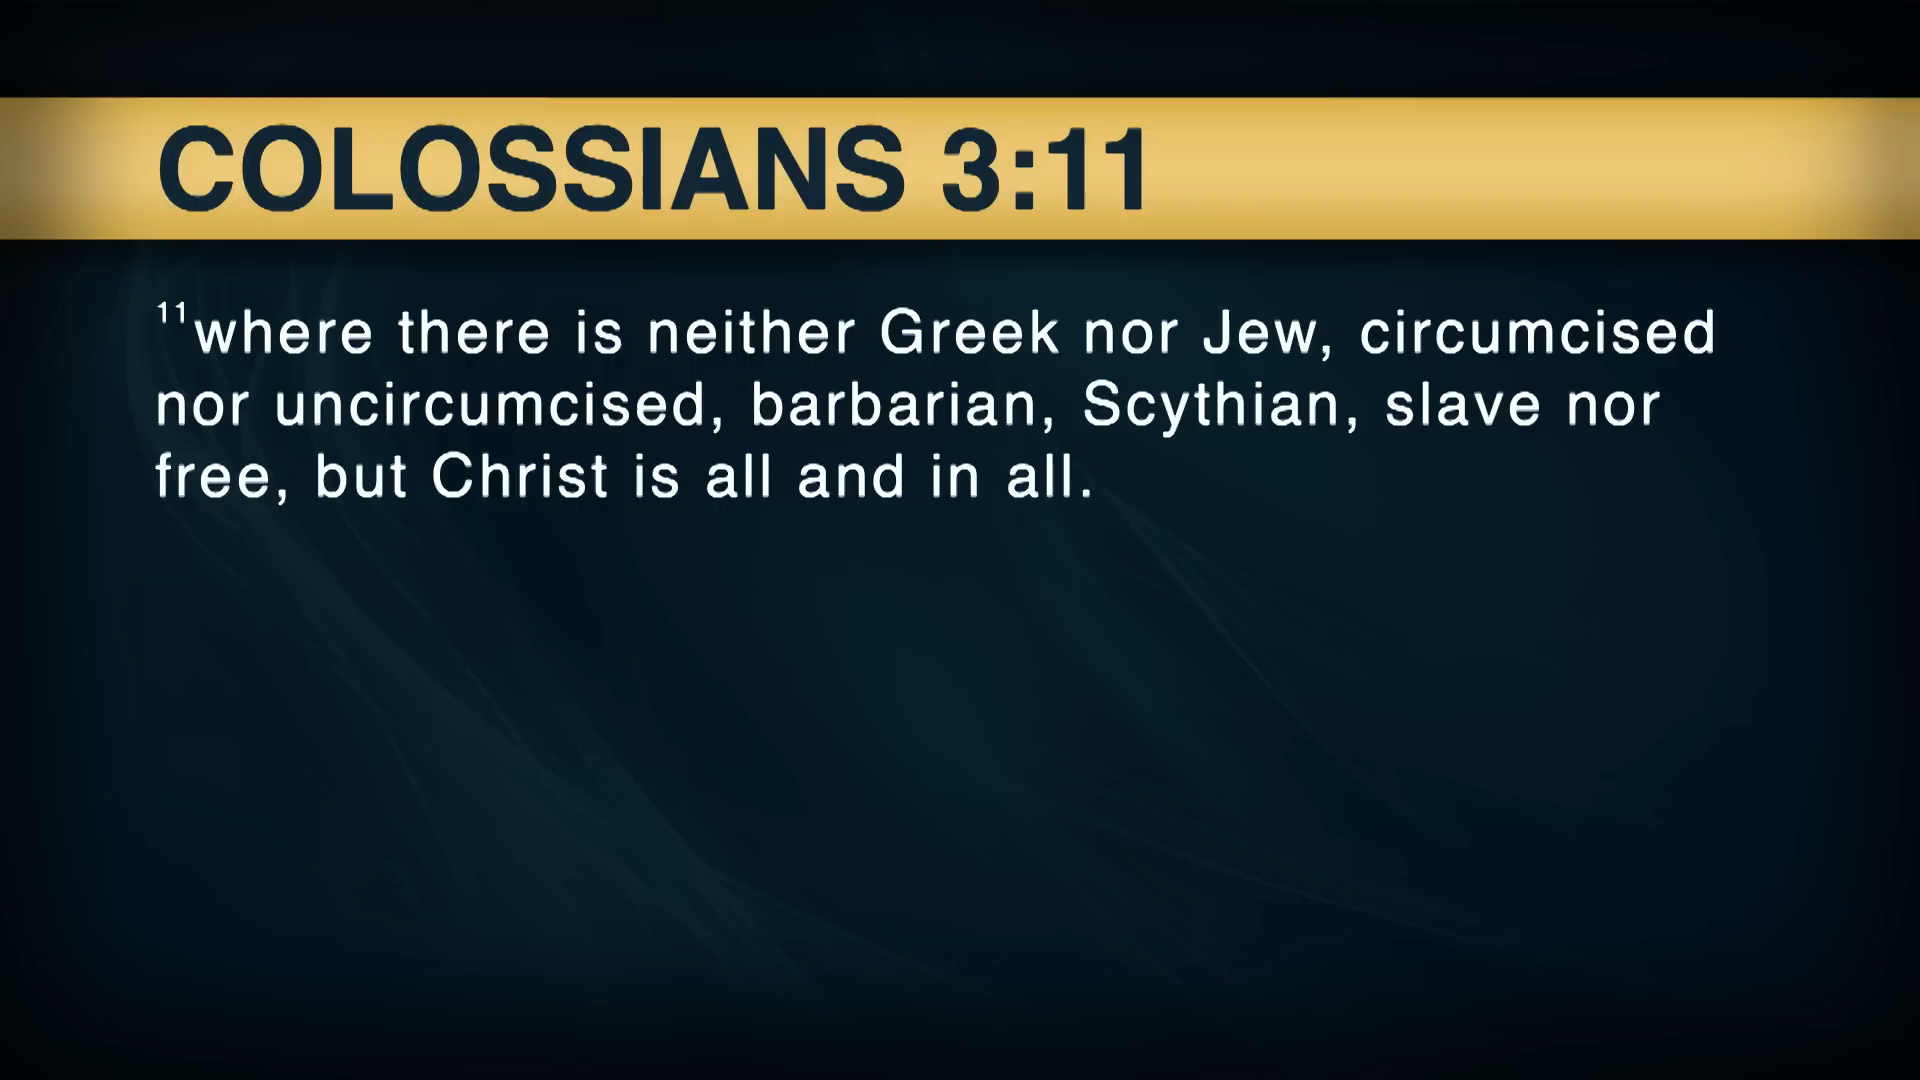 COLOSSIANS 3:11
11where there is neither Greek nor Jew, circumcised
nor uncircumcised, barbarian, Scythian, slave nor
free, but Christ is all and in all.